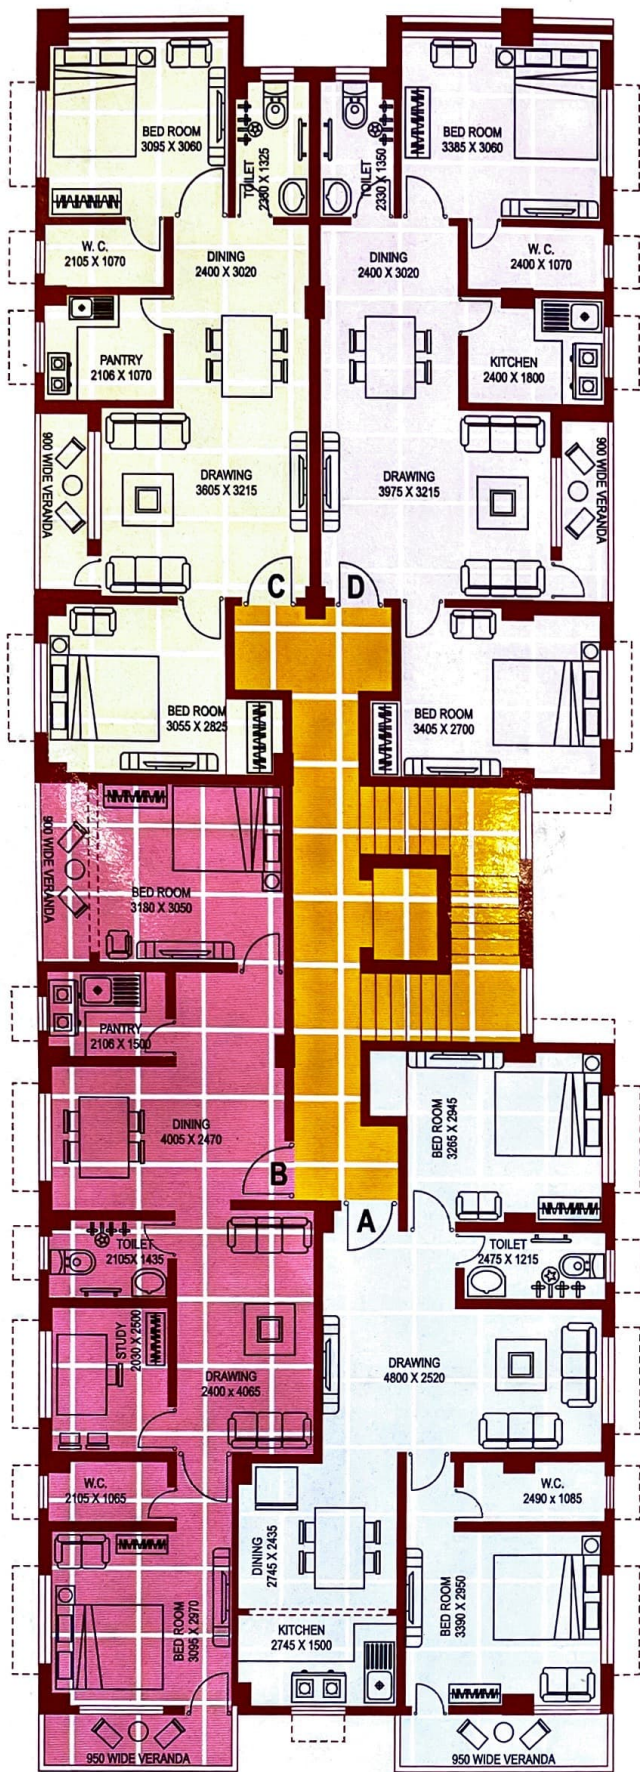 BED ROOM
3095 X 3060
TOILET
2330 X 1325
TOILET
2330 X 1350
BED ROOM
3385 X 3060
W. C.
2105 X 1070
DINING
2400 X 3020
DINING
2400 X 3020
W. C.
2400 X 1070
PANTRY
2106 X 1070
KITCHEN
2400 X 1800
900 WIDE VERANDA
DRAWING
3605 X 3215
DRAWING
3975 X 3215
900 WIDE VERANDA
C
D
BED ROOM
3055 X 2825
BED ROOM
3405 X 2700
900 WIDE VERANDA
BED ROOM
3180 X 3050
PANTRY
2106 X 1500
DINING
4005 X 2470
BED ROOM
3265 X 2945
B
A
TOILET
2105X 1435
TOILET
2475 X 1215
STUDY
2030 X 2500
DRAWING
2400 x 4065
DRAWING
4800 X 2520
W.C.
2105 X 1065
W.C.
2490 x 1085
DINING
2745 X 2435
BED ROOM
3095 X 2970
BED ROOM
3390 X 2950
KITCHEN
2745 X 1500
950 WIDE VERANDA
950 WIDE VERANDA